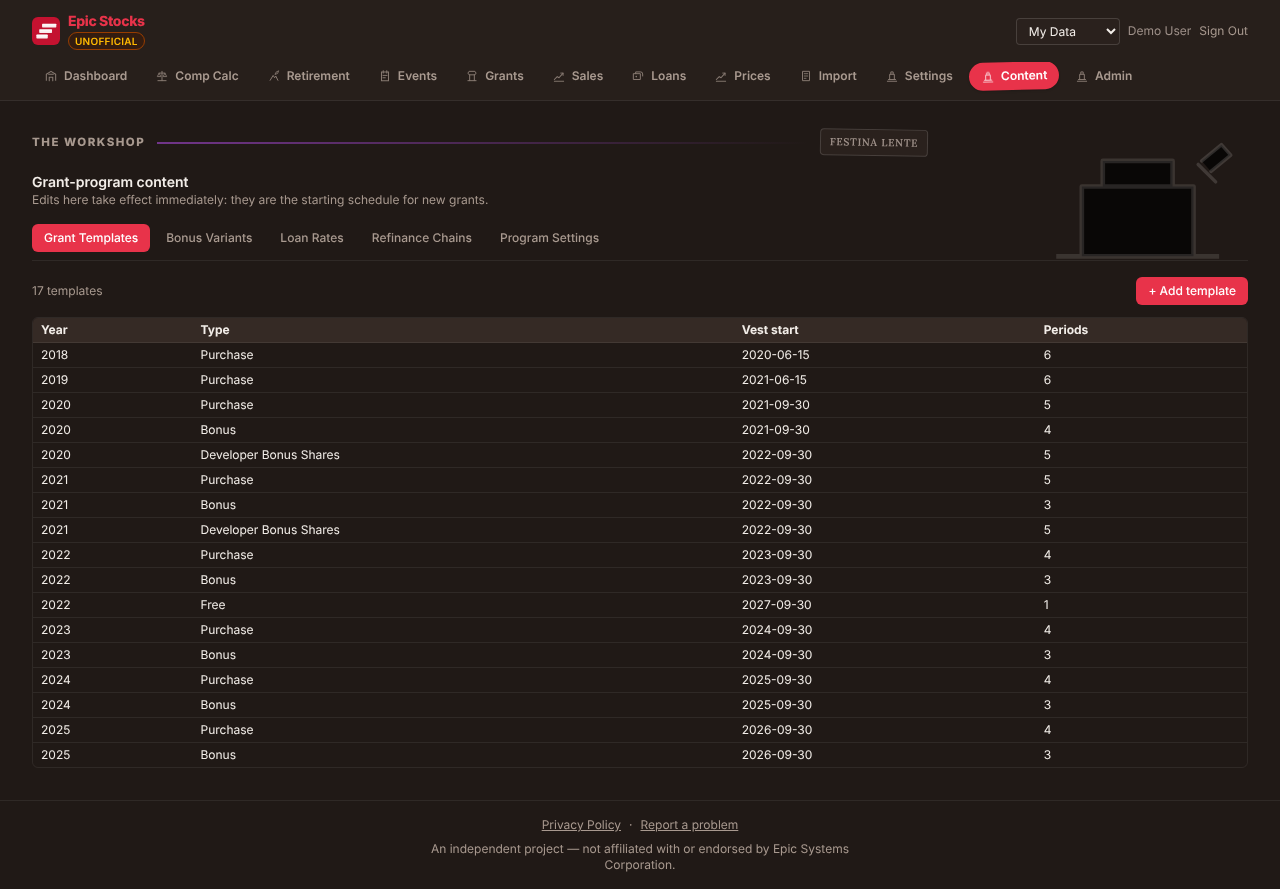 Epic Stocks
UNOFFICIAL
My Data
Demo User
Sign Out
Dashboard
Comp Calc
Retirement
Events
Grants
Sales
Loans
Prices
Import
Settings
Content
Admin
THE WORKSHOP
FESTINA LENTE
Grant-program content
Edits here take effect immediately: they are the starting schedule for new grants.
Grant Templates
Bonus Variants
Loan Rates
Refinance Chains
Program Settings
17 templates
+ Add template
Year Type Vest start Periods
2018 Purchase 2020-06-15 6
2019 Purchase 2021-06-15 6
2020 Purchase 2021-09-30 5
2020 Bonus 2021-09-30 4
2020 Developer Bonus Shares 2022-09-30 5
2021 Purchase 2022-09-30 5
2021 Bonus 2022-09-30 3
2021 Developer Bonus Shares 2022-09-30 5
2022 Purchase 2023-09-30 4
2022 Bonus 2023-09-30 3
2022 Free 2027-09-30 1
2023 Purchase 2024-09-30 4
2023 Bonus 2024-09-30 3
2024 Purchase 2025-09-30 4
2024 Bonus 2025-09-30 3
2025 Purchase 2026-09-30 4
2025 Bonus 2026-09-30 3
Privacy Policy · Report a problem
An independent project — not affiliated with or endorsed by Epic Systems
Corporation.